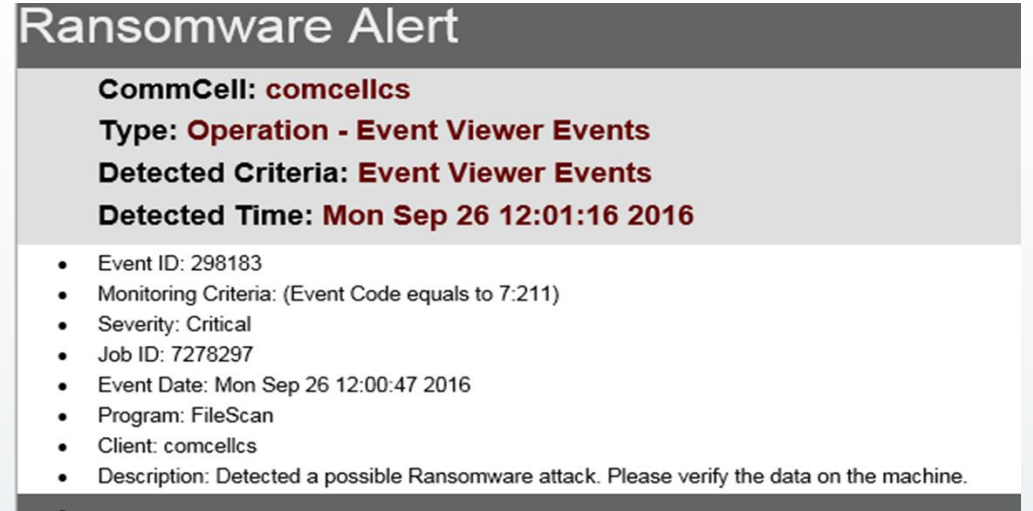 Ransomware Alert
CommCell: comcellcs
Type: Operation - Event Viewer Events
Detected Criteria: Event Viewer Events
Detected Time: Mon Sep 26 12:01:16 2016
• Event ID: 298183
• Monitoring Criteria: (Event Code equals to 7:211)
• Severity: Critical
• Job ID: 7278297
• Event Date: Mon Sep 26 12:00:47 2016
• Program: FileScan
• Client: comcellcs
• Description: Detected a possible Ransomware attack. Please verify the data on the machine.